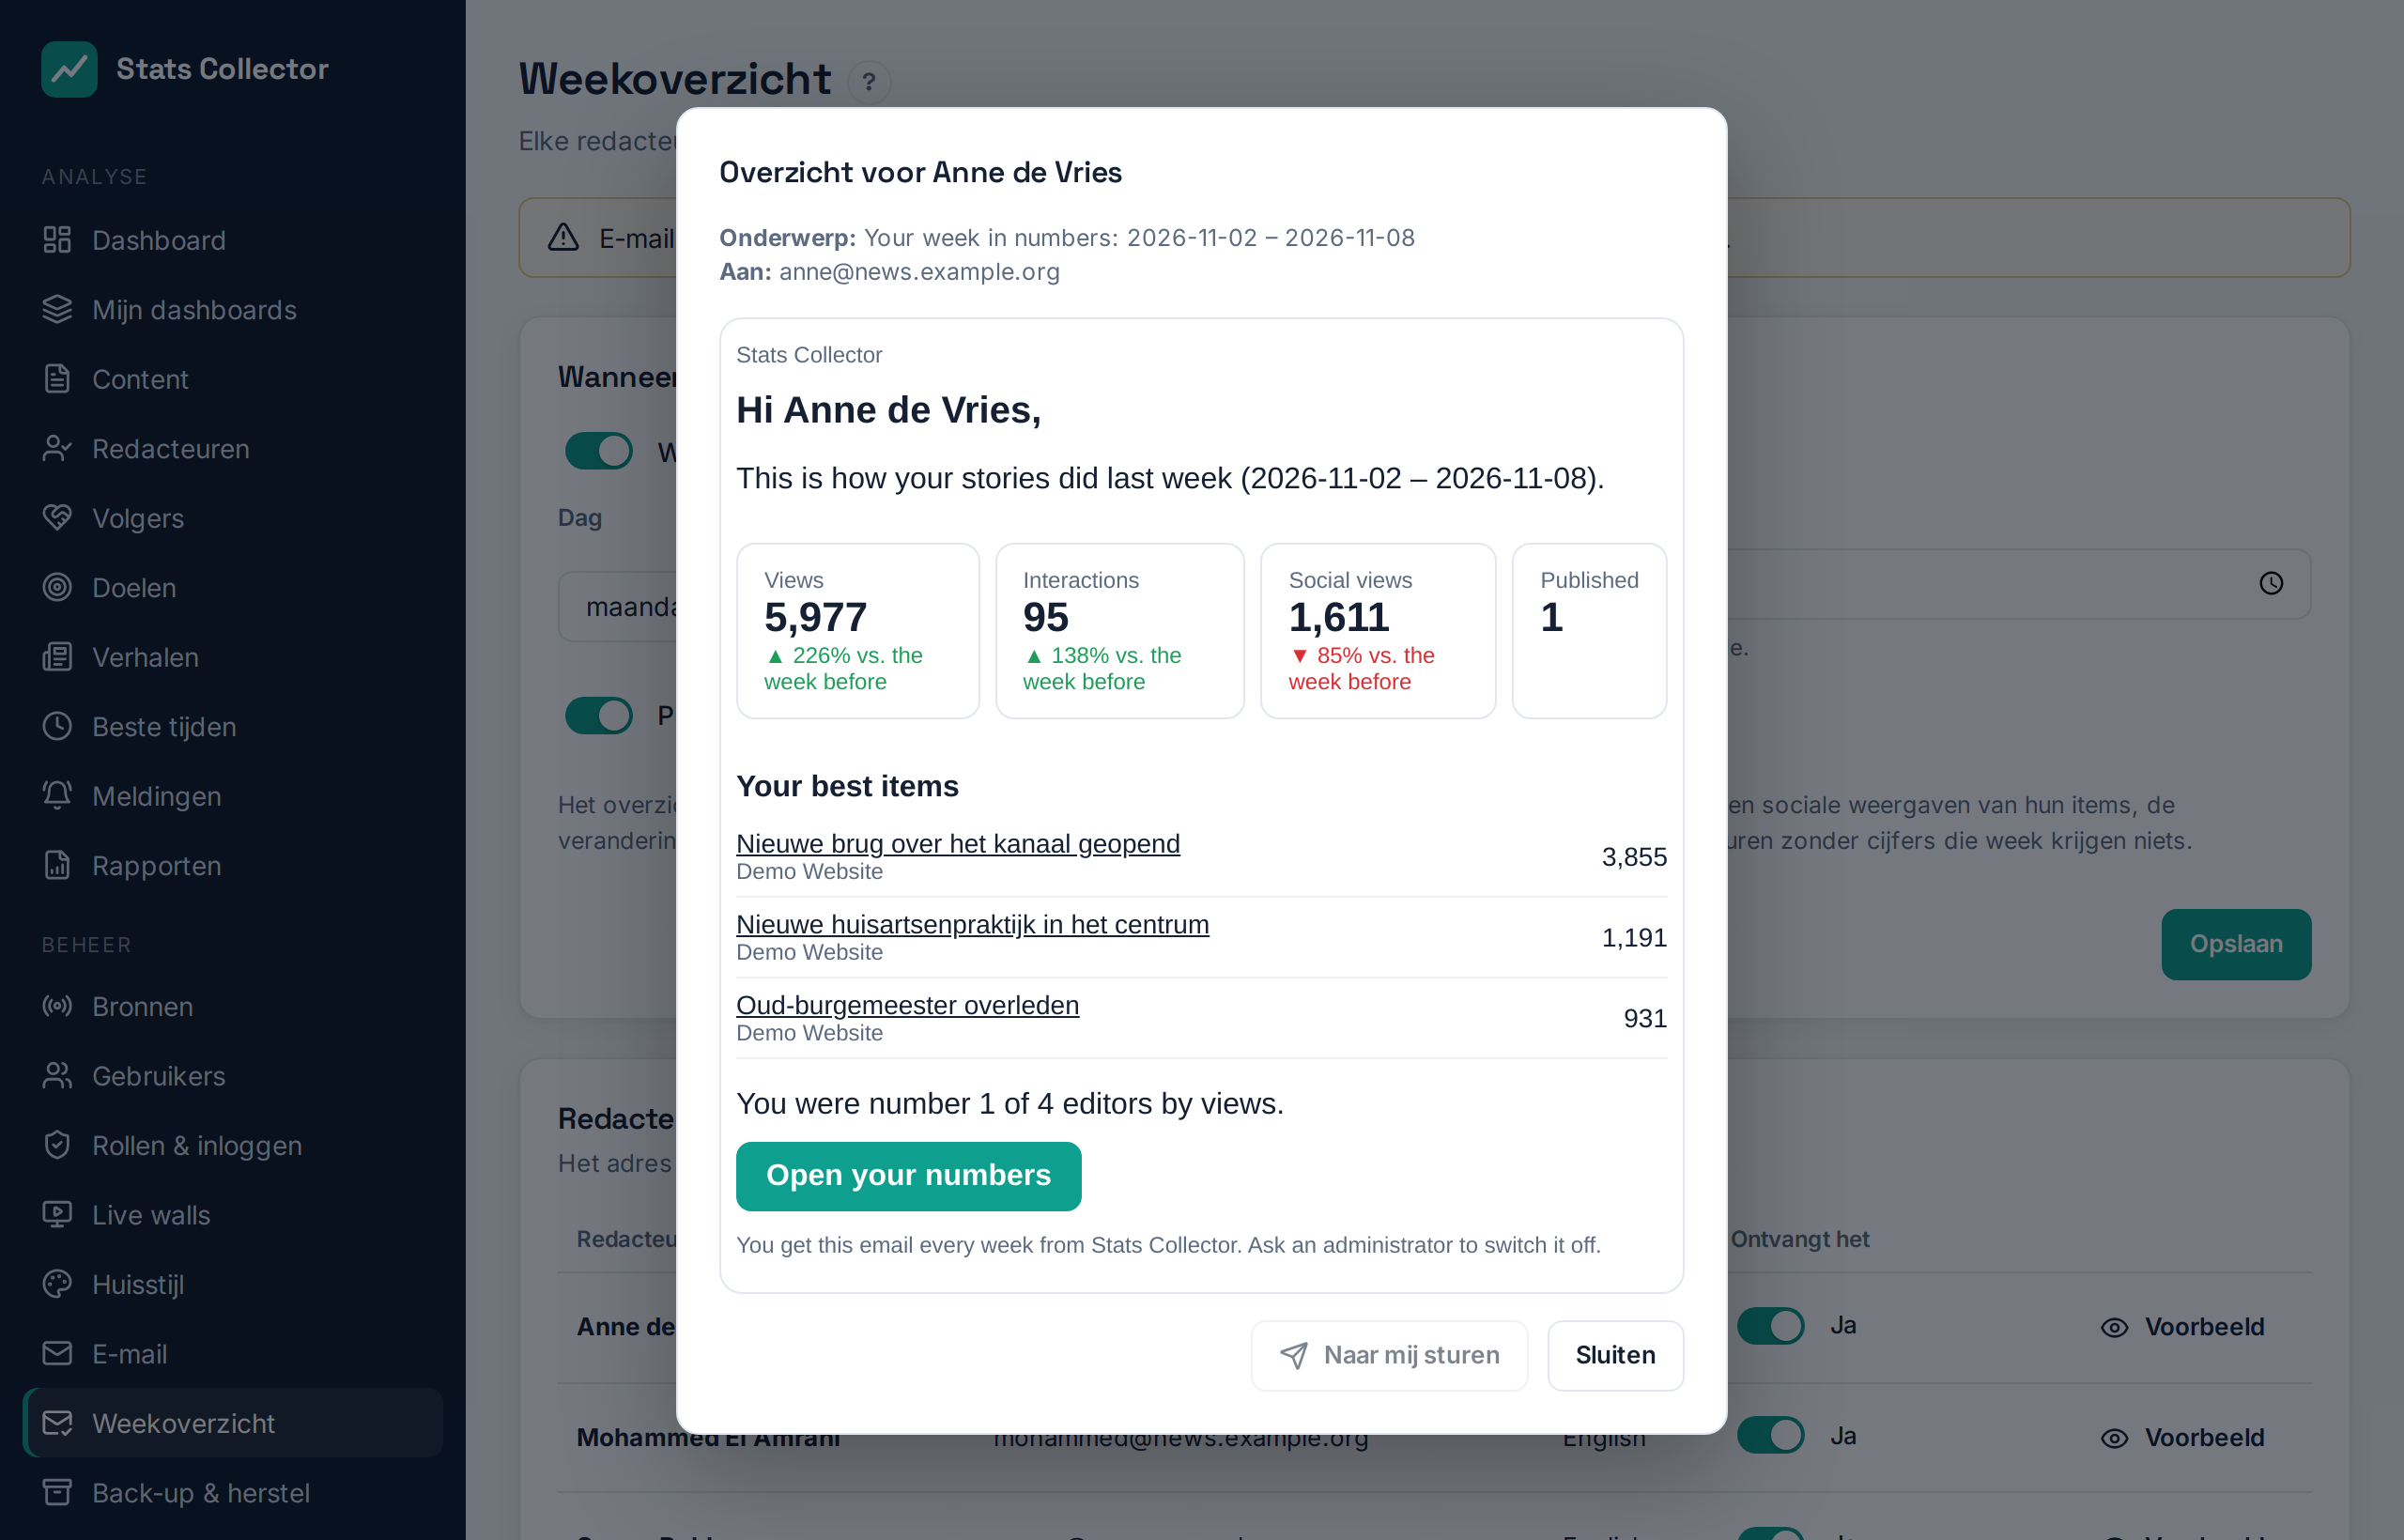 Stats Collector
ANALYSE
Dashboard
Mijn dashboards
Content
Redacteuren
Volgers
Doelen
Verhalen
Beste tijden
Meldingen
Rapporten
BEHEER
Bronnen
Gebruikers
Rollen & inloggen
Live walls
Huisstijl
E-mail
Weekoverzicht
Back-up & herstel
Weekoverzicht ?
Elke
E-mail
Dag
Het
en sociale weergaven van hun items, de
zonder cijfers die week krijgen niets.
Opslaan
Het adres
Ontvangt het
Anne de
Ja
Voorbeeld
Mohammed El Amrani
mohammed@news.example.org
English
Ja
Voorbeeld
Overzicht voor Anne de Vries
Onderwerp: Your week in numbers: 2026-11-02 – 2026-11-08
Aan: anne@news.example.org
Stats Collector
Hi Anne de Vries,
This is how your stories did last week (2026-11-02 – 2026-11-08).
Views
5,977
▲ 226% vs. the
week before
Interactions
95
▲ 138% vs. the
week before
Social views
1,611
▼ 85% vs. the
week before
Published
1
Your best items
Nieuwe brug over het kanaal geopend
Demo Website
3,855
Nieuwe huisartsenpraktijk in het centrum
Demo Website
1,191
Oud-burgemeester overleden
Demo Website
931
You were number 1 of 4 editors by views.
Open your numbers
You get this email every week from Stats Collector. Ask an administrator to switch it off.
Naar mij sturen
Sluiten